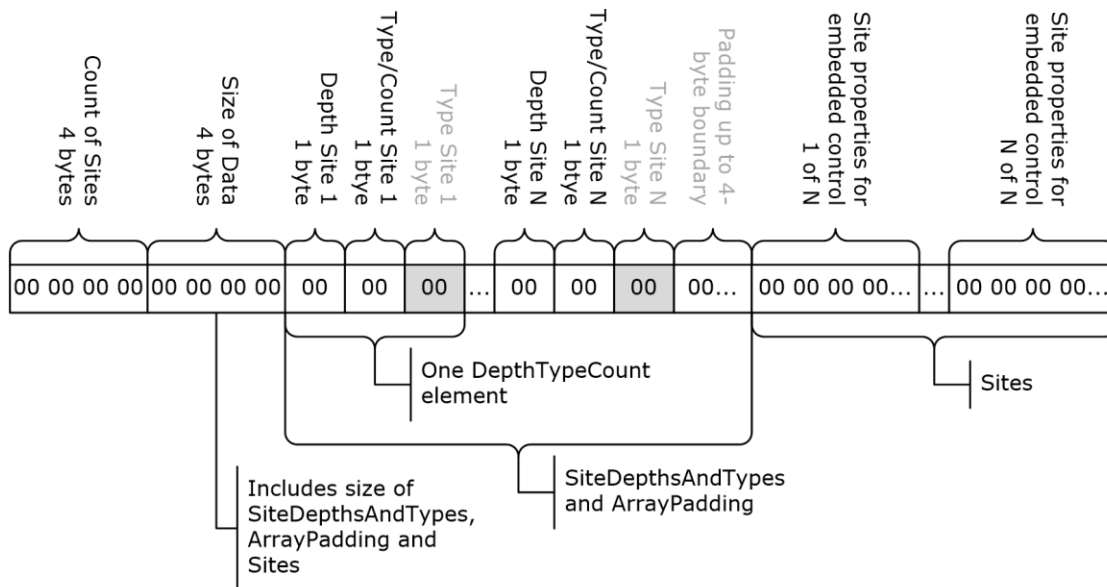 Count of Sites
4 bytes
Size of Data
4 bytes
Depth Site 1
1 byte
Type/Count Site 1
1 btye
Type Site 1
1 byte
Depth Site N
1 byte
Type/Count Site N
1 btye
Type Site N
1 byte
Padding up to 4-
byte boundary
Site properties for
embedded control
1 of N
Site properties for
embedded control
N of N
00 00 00 00 00 00 00 00 00 00 00 ... 00 00 00 00... 00 00 00 00... ... 00 00 00 00...
One DepthTypeCount
element
Sites
SiteDepthsAndTypes
and ArrayPadding
Includes size of
SiteDepthsAndTypes,
ArrayPadding and
Sites